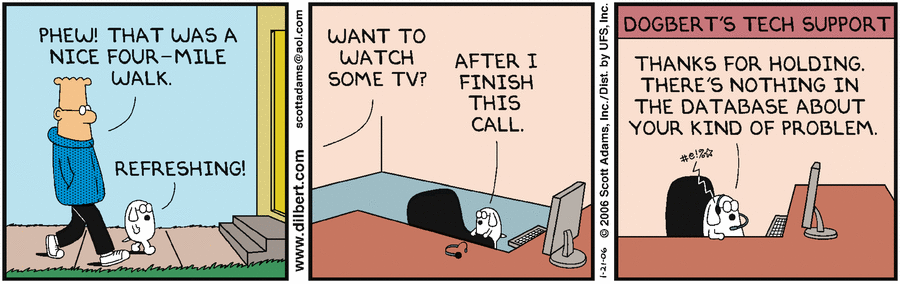 PHEW! THAT WAS A
NICE FOUR-MILE
WALK.
REFRESHING!
WANT TO
WATCH
SOME TV?
AFTER I
FINISH
THIS
CALL.
DOGBERT'S TECH SUPPORT
THANKS FOR HOLDING.
THERE'S NOTHING IN
THE DATABASE ABOUT
YOUR KIND OF PROBLEM.
#@!%☆
www.dilbert.com
scottadams@aol.com
1-21-06 © 2006 Scott Adams, Inc./Dist. by UFS, Inc.